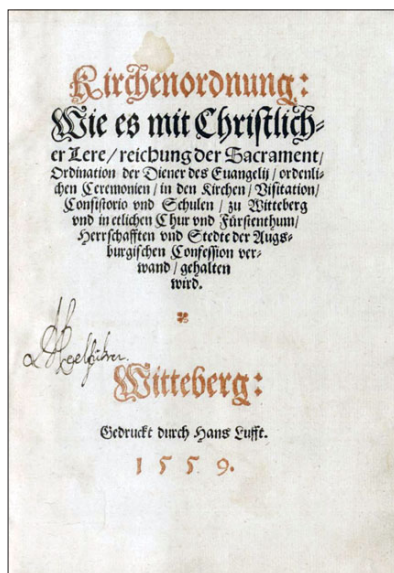 Kirchenordnung:
Wie es mit Christlich-
er Lere / reichung der Sacrament /
Ordination der Diener des Euangelij / ordenli-
chen Ceremonien / in den Kirchen / Visitation /
Consistorio vnd Schulen / zu Witteberg
vnd in etlichen Chur vnd Fürstenthum /
Herrschafften vnd Stedte der Augs-
burgischen Confession ver-
wand / gehalten
wird.
Witteberg:
Gedruckt durch Hans Lufft.
1559.